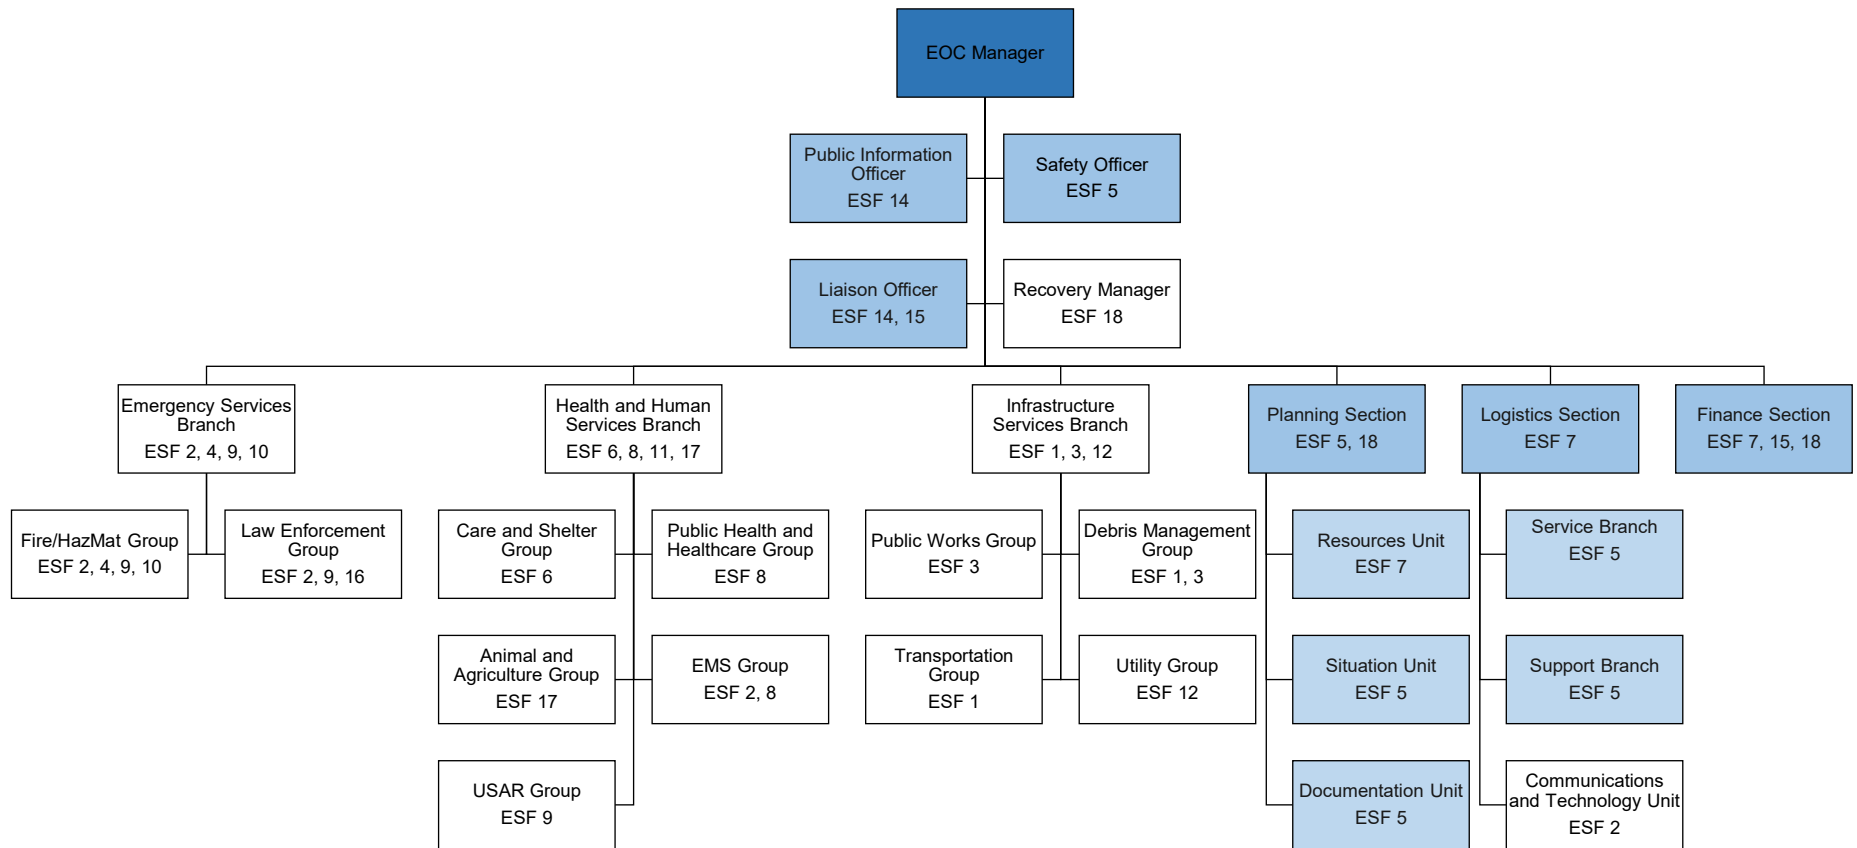 EOC Manager
Public Information
Officer
ESF 14
Safety Officer
ESF 5
Liaison Officer
ESF 14, 15
Recovery Manager
ESF 18
Emergency Services
Branch
ESF 2, 4, 9, 10
Health and Human
Services Branch
ESF 6, 8, 11, 17
Infrastructure
Services Branch
ESF 1, 3, 12
Planning Section
ESF 5, 18
Logistics Section
ESF 7
Finance Section
ESF 7, 15, 18
Fire/HazMat Group
ESF 2, 4, 9, 10
Law Enforcement
Group
ESF 2, 9, 16
Care and Shelter
Group
ESF 6
Public Health and
Healthcare Group
ESF 8
Public Works Group
ESF 3
Debris Management
Group
ESF 1, 3
Resources Unit
ESF 7
Service Branch
ESF 5
Animal and
Agriculture Group
ESF 17
EMS Group
ESF 2, 8
Transportation
Group
ESF 1
Utility Group
ESF 12
Situation Unit
ESF 5
Support Branch
ESF 5
USAR Group
ESF 9
Documentation Unit
ESF 5
Communications
and Technology Unit
ESF 2